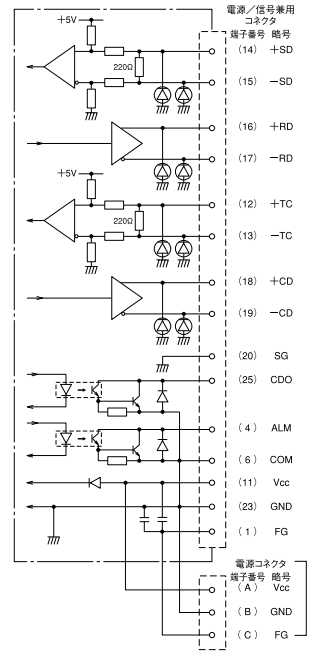 電源／信号兼用
コネクタ
端子番号 略号
+5V
220Ω
(14) +SD
(15) −SD
(16) +RD
(17) −RD
+5V
220Ω
(12) +TC
(13) −TC
(18) +CD
(19) −CD
(20) SG
(25) CDO
(4) ALM
(6) COM
(11) Vcc
(23) GND
(1) FG
電源コネクタ
端子番号 略号
(A) Vcc
(B) GND
(C) FG